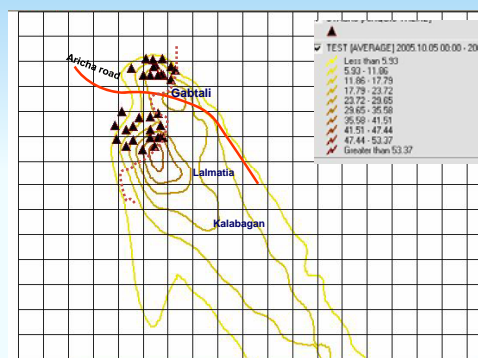 TEST [AVERAGE] 2005.10.05 00:00 - 200
Less than 5.93
5.93 - 11.86
11.86 - 17.79
17.79 - 23.72
23.72 - 29.65
29.65 - 35.58
35.58 - 41.51
41.51 - 47.44
47.44 - 53.37
Greater than 53.37
Aricha road
Gabtali
Lalmatia
Kalabagan